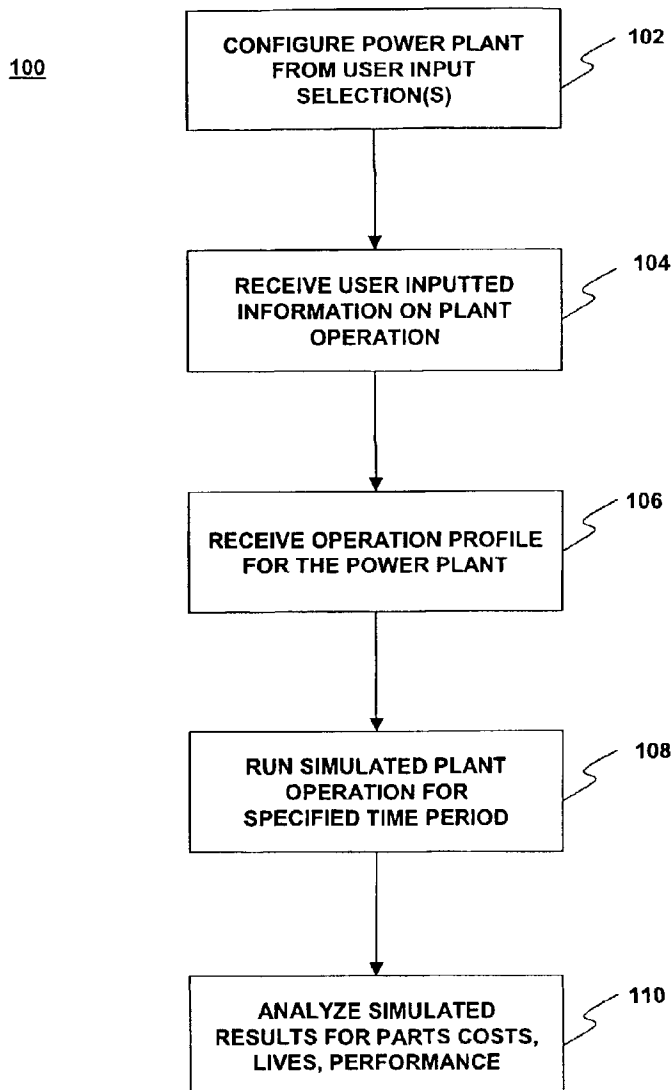 100
CONFIGURE POWER PLANT
FROM USER INPUT
SELECTION(S)
102
RECEIVE USER INPUTTED
INFORMATION ON PLANT
OPERATION
104
RECEIVE OPERATION PROFILE
FOR THE POWER PLANT
106
RUN SIMULATED PLANT
OPERATION FOR
SPECIFIED TIME PERIOD
108
ANALYZE SIMULATED
RESULTS FOR PARTS COSTS,
LIVES, PERFORMANCE
110